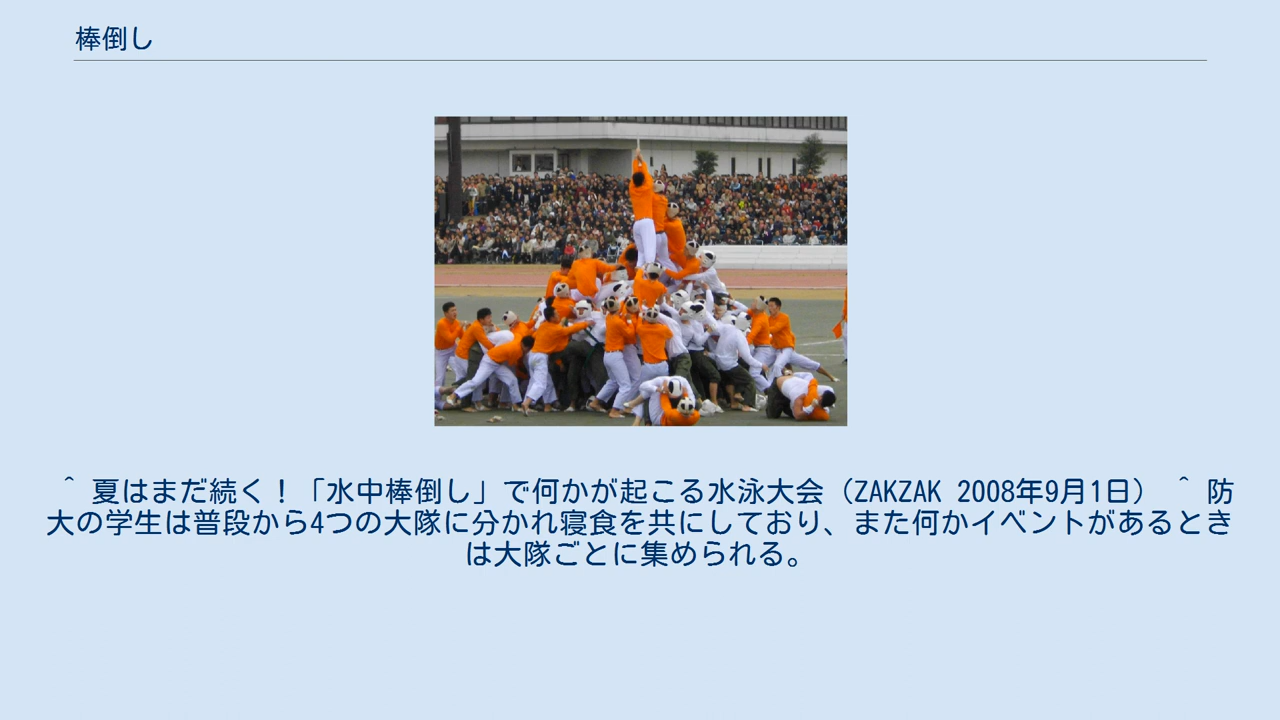 棒倒し
^ 夏はまだ続く！「水中棒倒し」で何かが起こる水泳大会（ZAKZAK 2008年9月1日） ^ 防
大の学生は普段から4つの大隊に分かれ寝食を共にしており、また何かイベントがあるとき
は大隊ごとに集められる。